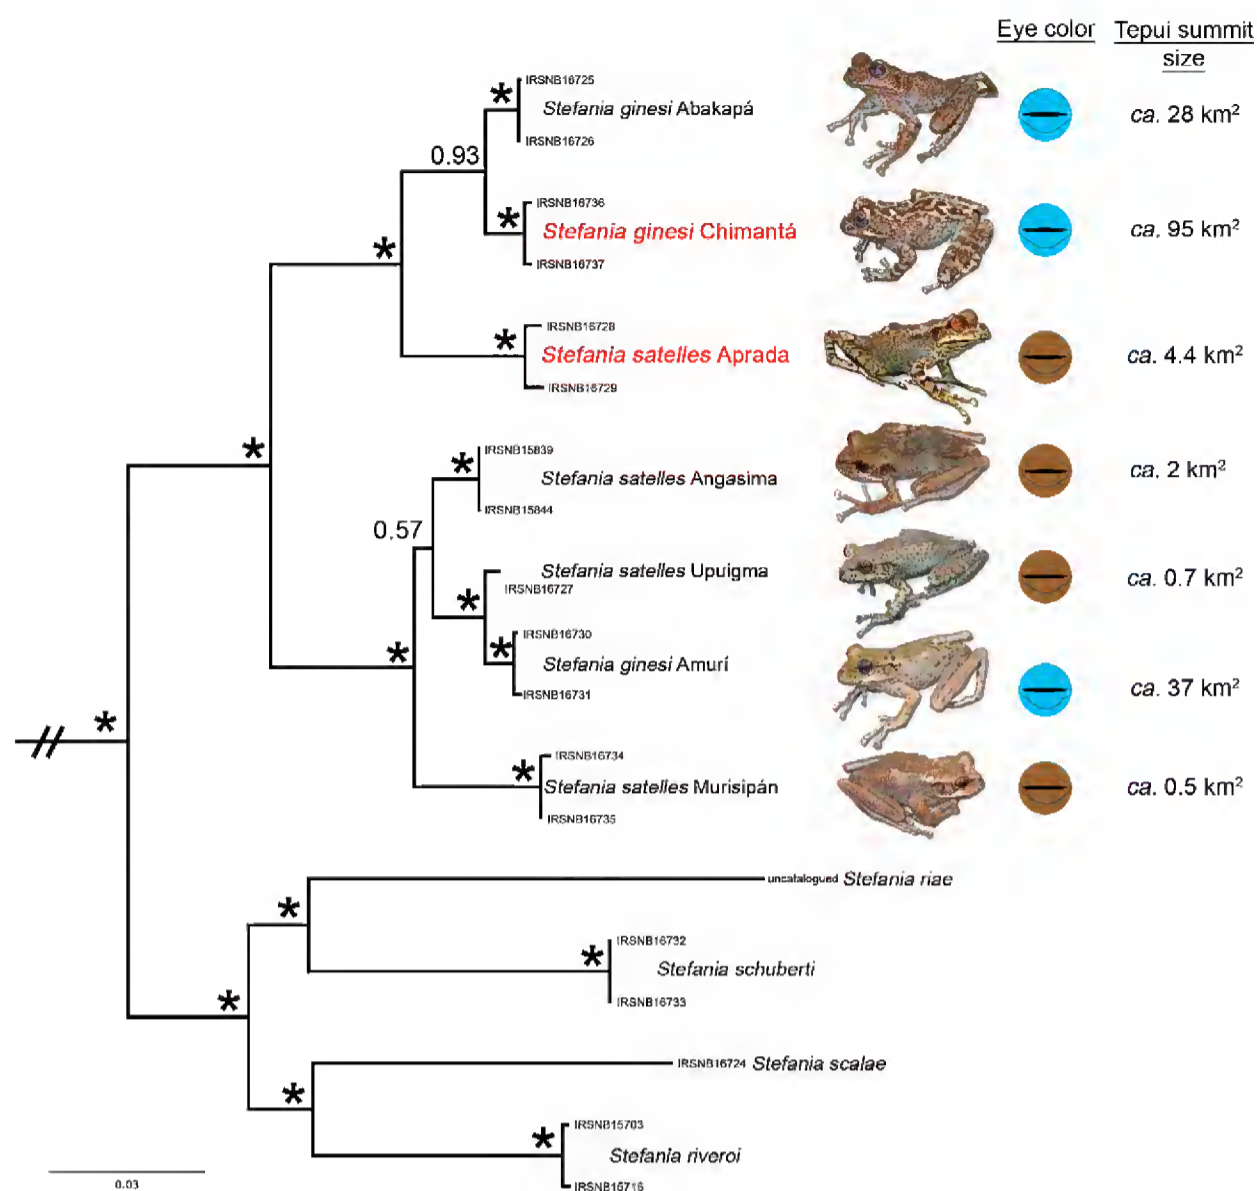 Eye color
Tepui summit
size
IRSNB16725
Stefania ginesi Abakapá
IRSNB16726
ca. 28 km²
0.93
IRSNB16736
Stefania ginesi Chimantá
IRSNB16737
ca. 95 km²
IRSNB16728
Stefania satelles Aprada
IRSNB16729
ca. 4.4 km²
IRSNB15839
Stefania satelles Angasima
IRSNB15844
ca. 2 km²
0.57
Stefania satelles Upuigma
IRSNB16727
ca. 0.7 km²
IRSNB16730
Stefania ginesi Amurí
IRSNB16731
ca. 37 km²
IRSNB16734
Stefania satelles Murisipán
IRSNB16735
ca. 0.5 km²
uncatalogued Stefania riae
IRSNB16732
Stefania schuberti
IRSNB16733
IRSNB16724 Stefania scalae
IRSNB15703
Stefania riveroi
IRSNB15716
0.03